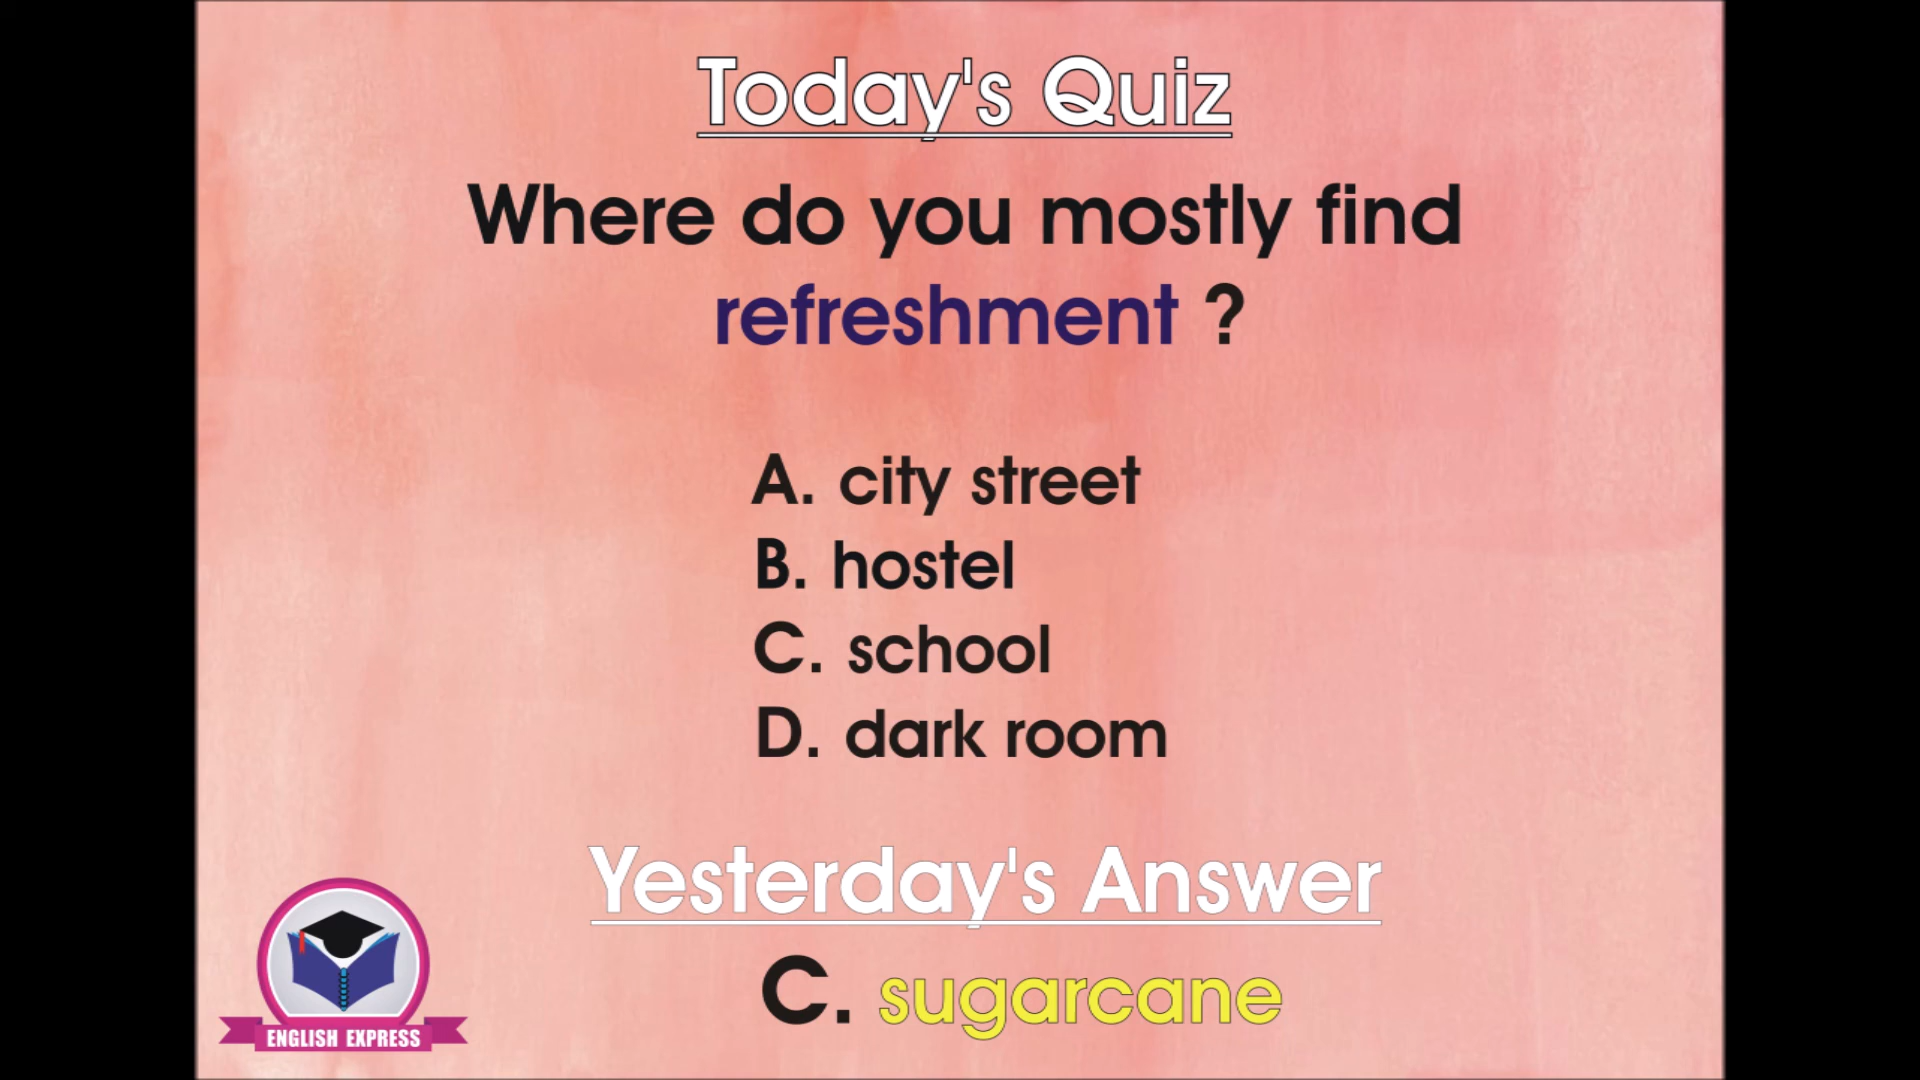 Today's Quiz
Where do you mostly find
refreshment ?
A. city street
B. hostel
C. school
D. dark room
Yesterday's Answer
C. sugarcane
ENGLISH EXPRESS